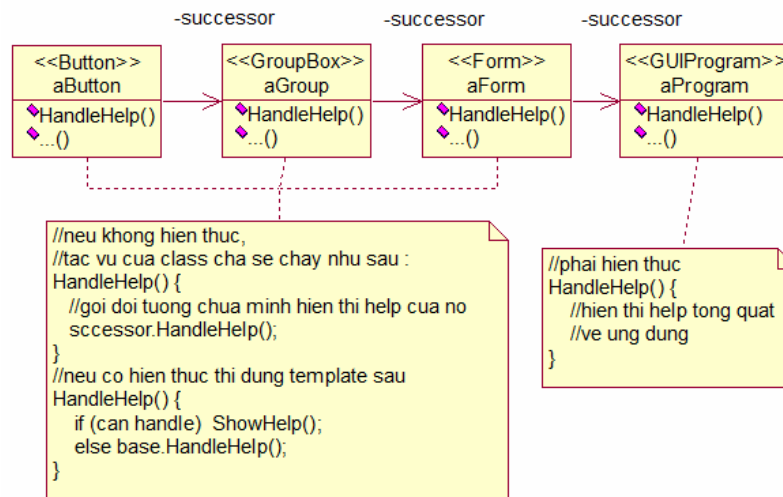 -successor
-successor
-successor
<<Button>>
aButton
HandleHelp()
...()
<<GroupBox>>
aGroup
HandleHelp()
...()
<<Form>>
aForm
HandleHelp()
...()
<<GUIProgram>>
aProgram
HandleHelp()
...()
//neu khong hien thuc,
//tac vu cua class cha se chay nhu sau :
HandleHelp() {
//goi doi tuong chua minh hien thi help cua no
sccessor.HandleHelp();
}
//neu co hien thuc thi dung template sau
HandleHelp() {
if (can handle) ShowHelp();
else base.HandleHelp();
}
//phai hien thuc
HandleHelp() {
//hien thi help tong quat
//ve ung dung
}